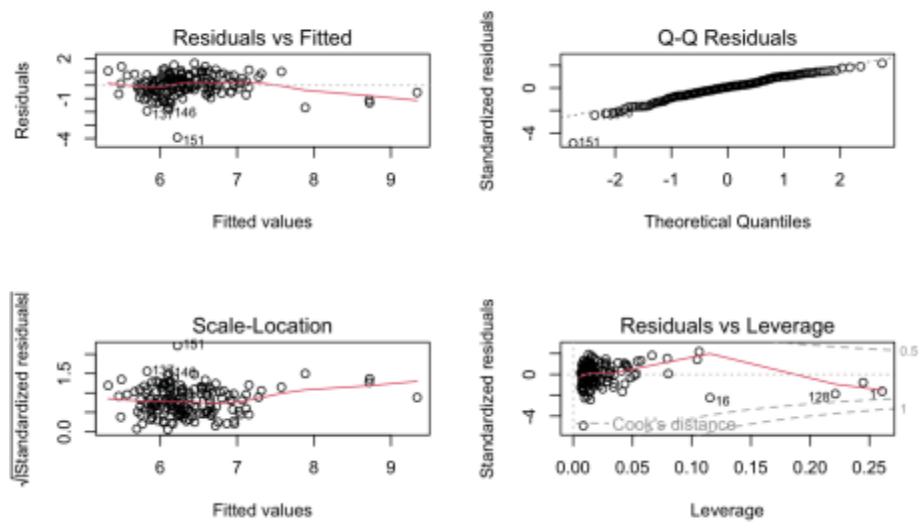 Residuals vs Fitted
Residuals
2
-1
-4
146
151
6
7
8
9
Fitted values
Q-Q Residuals
Standardized residuals
0
-4
151
-2
-1
0
1
2
Theoretical Quantiles
Scale-Location
√|Standardized residuals|
1.5
0.0
151
146
6
7
8
9
Fitted values
Residuals vs Leverage
Standardized residuals
0
-4
16
128
Cook's distance
0.5
1
1
0.00
0.05
0.10
0.15
0.20
0.25
Leverage